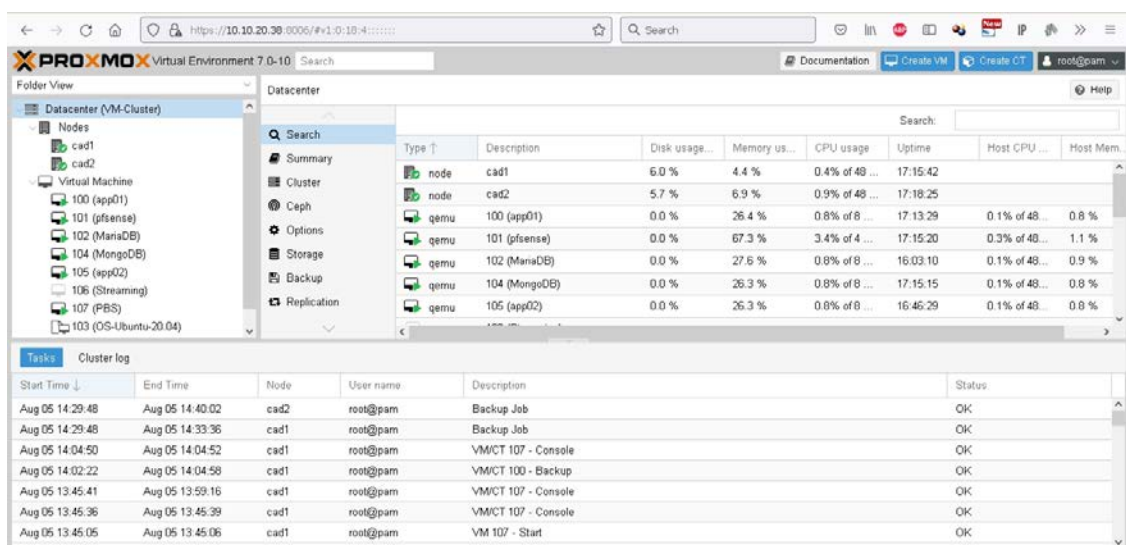 https://10.10.20.38:8006/#v1:0:18:4:::::::
Search
New
IP
PROXMOX Virtual Environment 7.0-10 Search
Documentation Create VM Create CT root@pam
Folder View
Datacenter
Help
Datacenter (VM-Cluster)
Nodes
cad1
cad2
Virtual Machine
100 (app01)
101 (pfsense)
102 (MariaDB)
104 (MongoDB)
105 (app02)
106 (Streaming)
107 (PBS)
103 (OS-Ubuntu-20.04)
Search
Summary
Cluster
Ceph
Options
Storage
Backup
Replication
Search:
Type Description Disk usage... Memory us... CPU usage Uptime Host CPU ... Host Mem...
node cad1 6.0 % 4.4 % 0.4% of 48 ... 17:15:42
node cad2 5.7 % 6.9 % 0.9% of 48 ... 17:18:25
qemu 100 (app01) 0.0 % 26.4 % 0.8% of 8 ... 17:13:29 0.1% of 48... 0.8 %
qemu 101 (pfsense) 0.0 % 67.3 % 3.4% of 4 ... 17:15:20 0.3% of 48... 1.1 %
qemu 102 (MariaDB) 0.0 % 27.6 % 0.8% of 8 ... 16:03:10 0.1% of 48... 0.9 %
qemu 104 (MongoDB) 0.0 % 26.3 % 0.8% of 8 ... 17:15:15 0.1% of 48... 0.8 %
qemu 105 (app02) 0.0 % 26.3 % 0.8% of 8 ... 16:46:29 0.1% of 48... 0.8 %
Tasks Cluster log
Start Time End Time Node User name Description Status
Aug 05 14:29:48 Aug 05 14:40:02 cad2 root@pam Backup Job OK
Aug 05 14:29:48 Aug 05 14:33:36 cad1 root@pam Backup Job OK
Aug 05 14:04:50 Aug 05 14:04:52 cad1 root@pam VM/CT 107 - Console OK
Aug 05 14:02:22 Aug 05 14:04:58 cad1 root@pam VM/CT 100 - Backup OK
Aug 05 13:45:41 Aug 05 13:59:16 cad1 root@pam VM/CT 107 - Console OK
Aug 05 13:45:36 Aug 05 13:45:39 cad1 root@pam VM/CT 107 - Console OK
Aug 05 13:45:05 Aug 05 13:45:06 cad1 root@pam VM 107 - Start OK